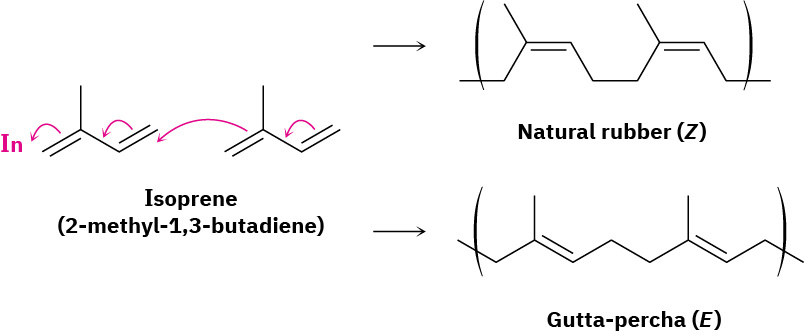 Natural rubber (Z)
In
Isoprene
(2-methyl-1,3-butadiene)
Gutta-percha (E)